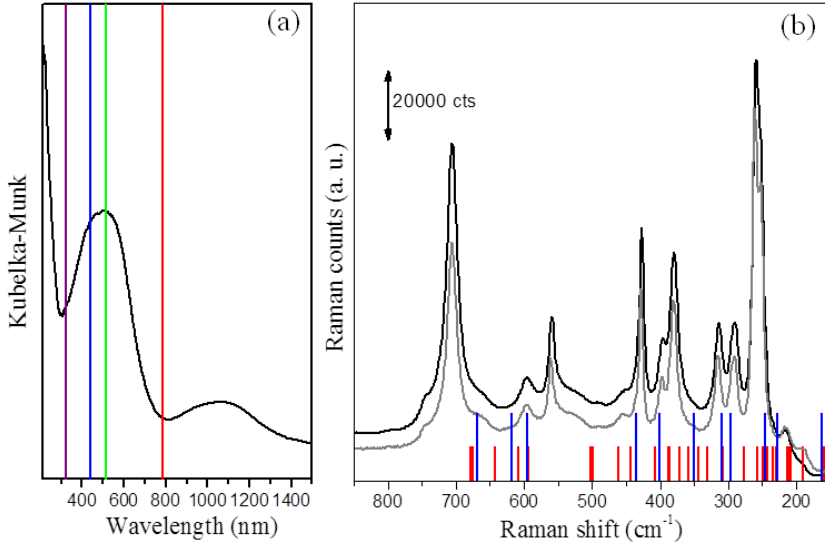 (a)
Kubelka-Munk
400 600 800 1000 1200 1400
Wavelength (nm)
(b)
20000 cts
Raman counts (a. u.)
800 700 600 500 400 300 200
Raman shift (cm-1)